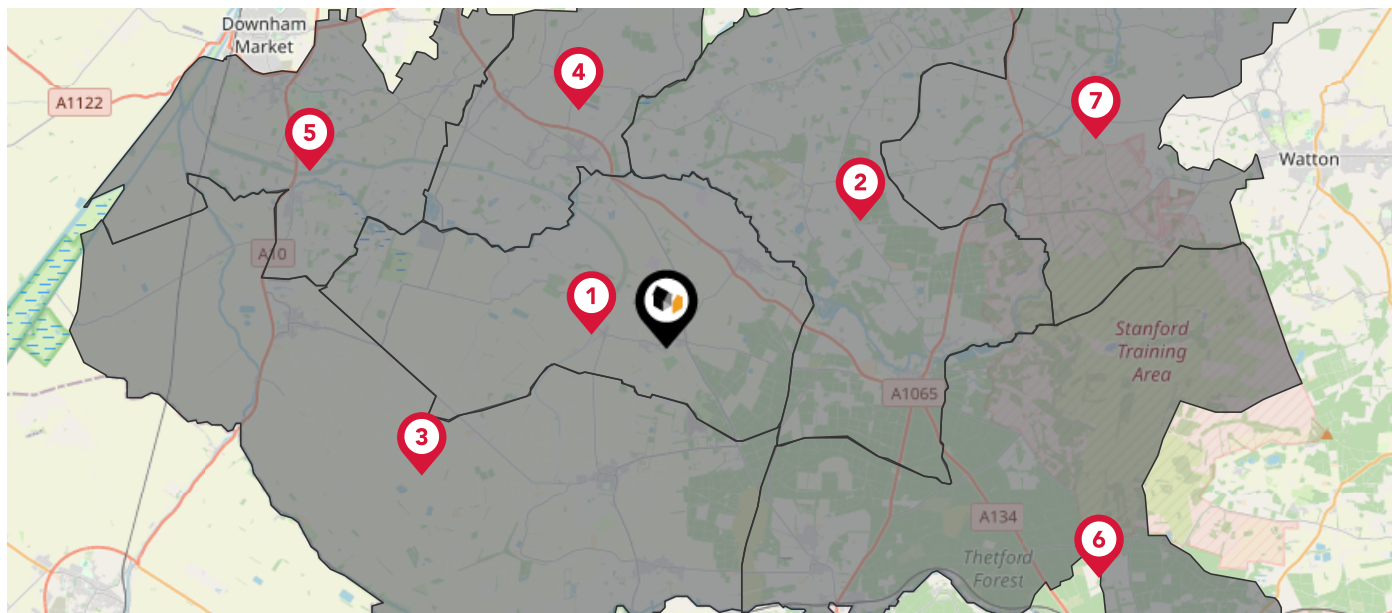 Downham
Market
4
A1122
7
5
Watton
2
A10
1
Stanford
Training
Area
A1065
3
A134
6
Thetford
Forest